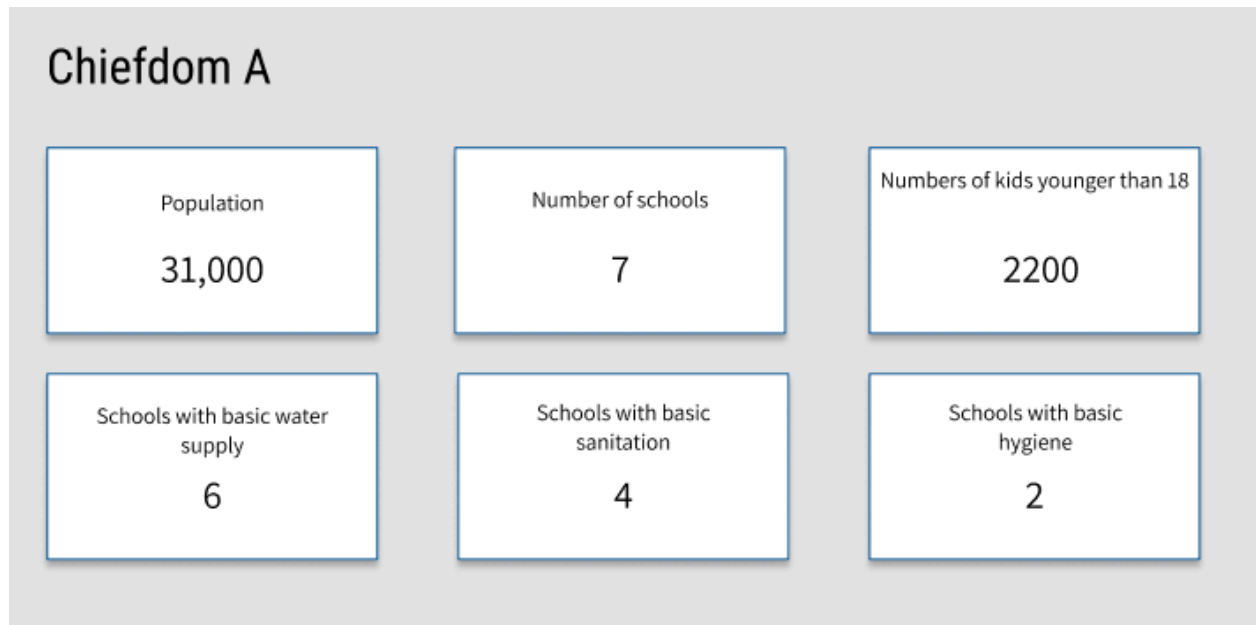 Chiefdom A
Population
31,000
Number of schools
7
Numbers of kids younger than 18
2200
Schools with basic water
supply
6
Schools with basic
sanitation
4
Schools with basic
hygiene
2